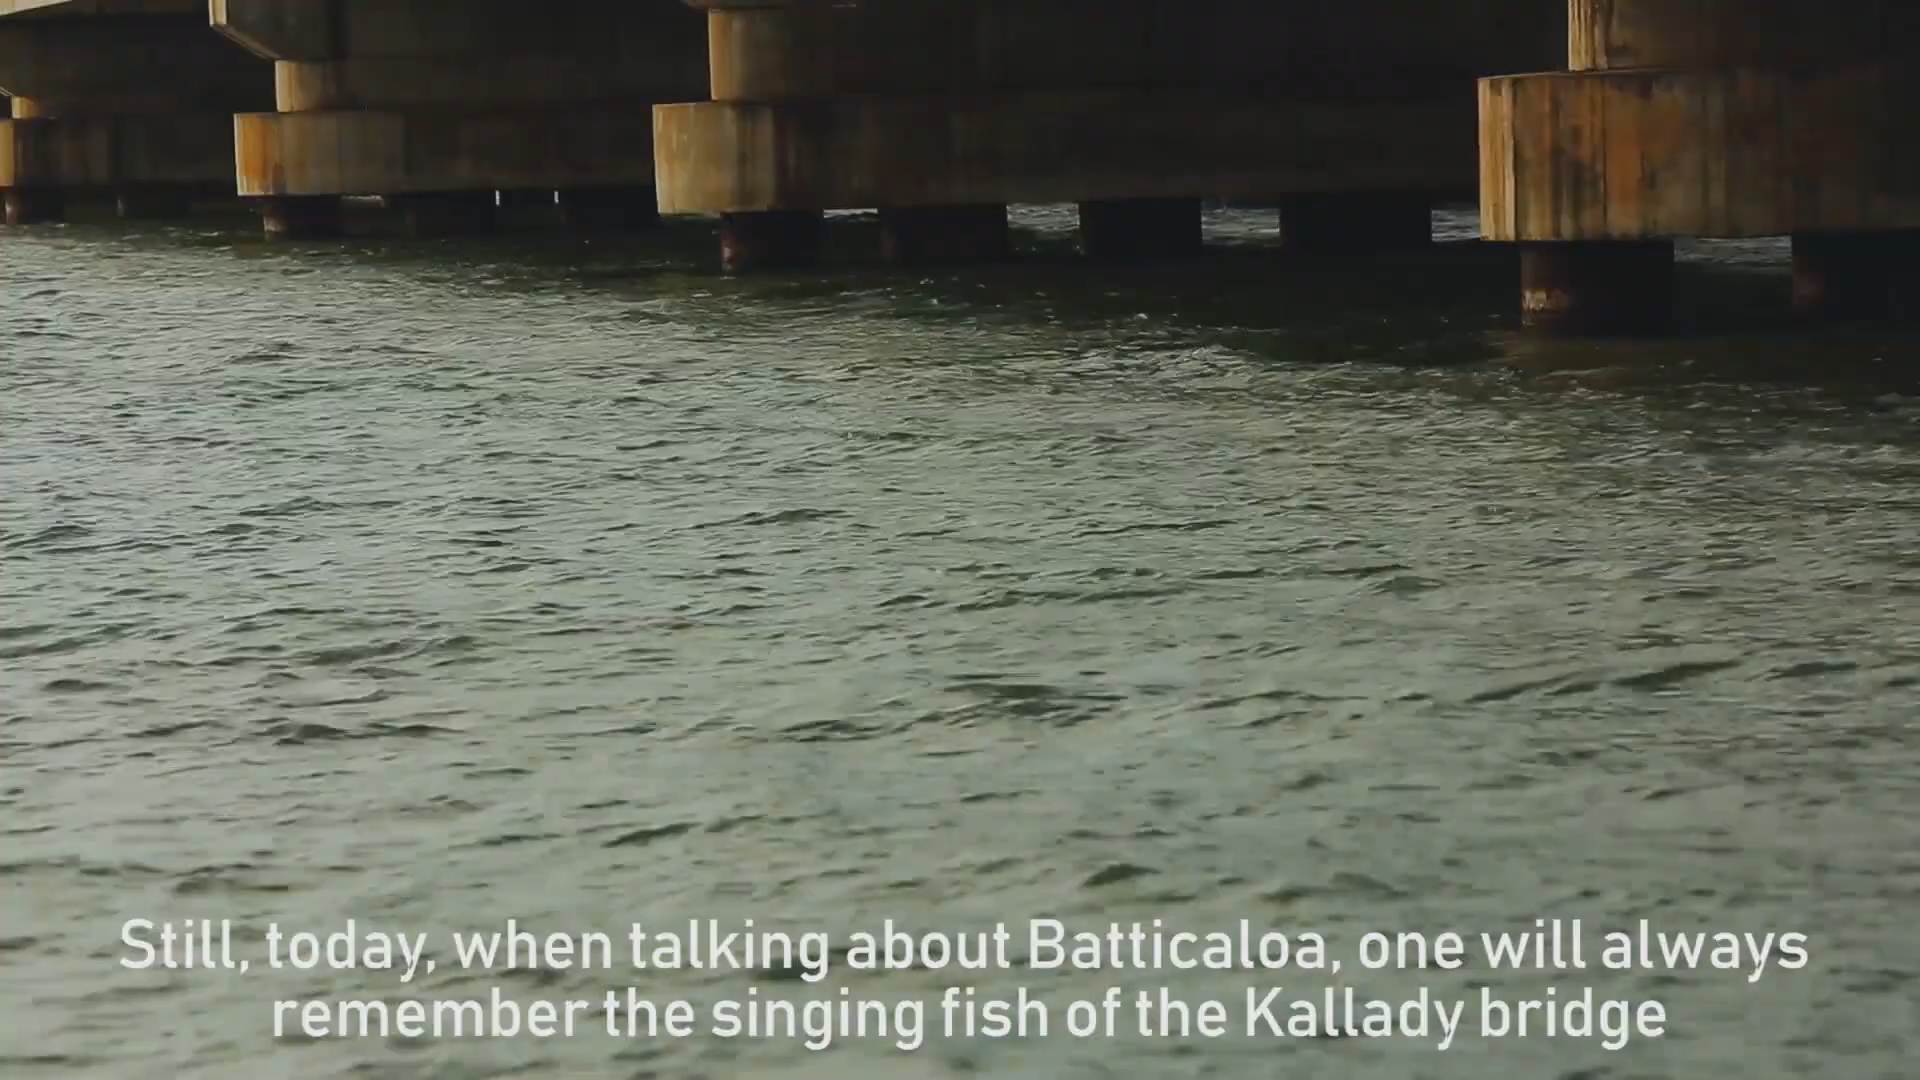 Still, today, when talking about Batticaloa, one will always
remember the singing fish of the Kallady bridge